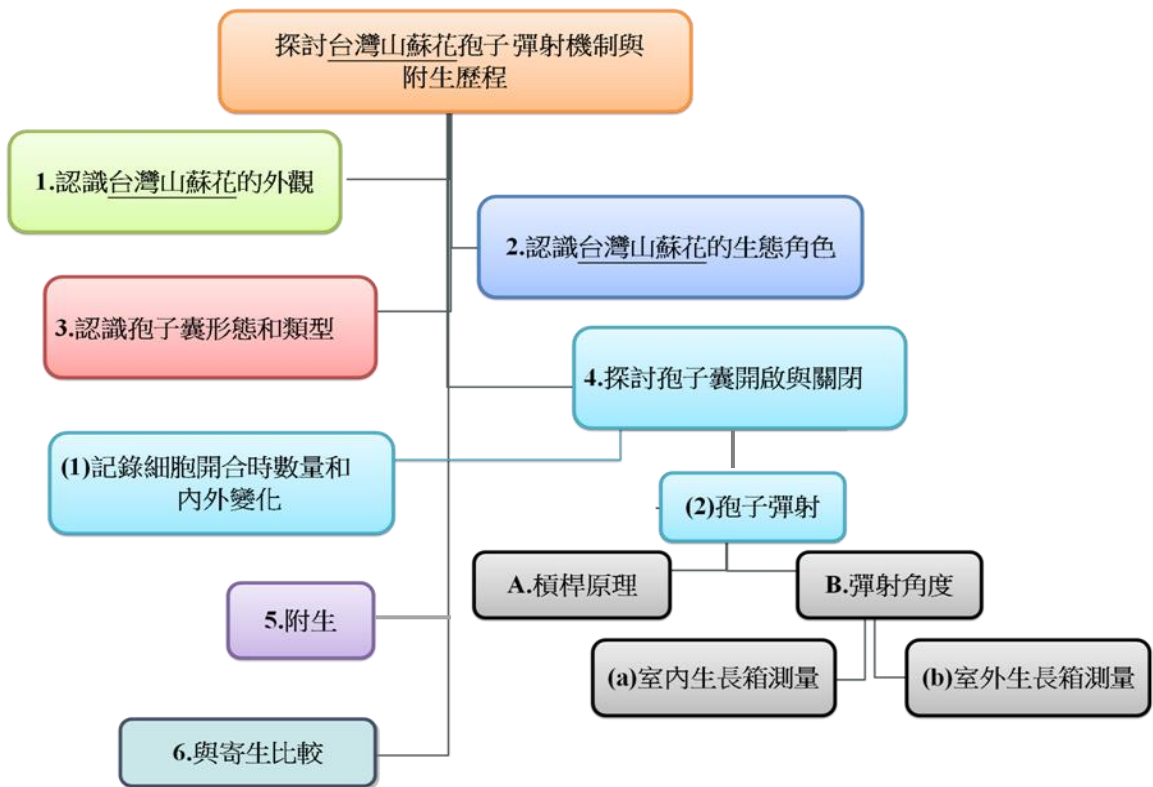 探討台灣山蘇花孢子彈射機制與
附生歷程
1.認識台灣山蘇花的外觀
2.認識台灣山蘇花的生態角色
3.認識孢子囊形態和類型
4.探討孢子囊開啟與關閉
(1)記錄細胞開合時數量和
內外變化
(2)孢子彈射
A.槓桿原理
B.彈射角度
(a)室內生長箱測量
(b)室外生長箱測量
5.附生
6.與寄生比較